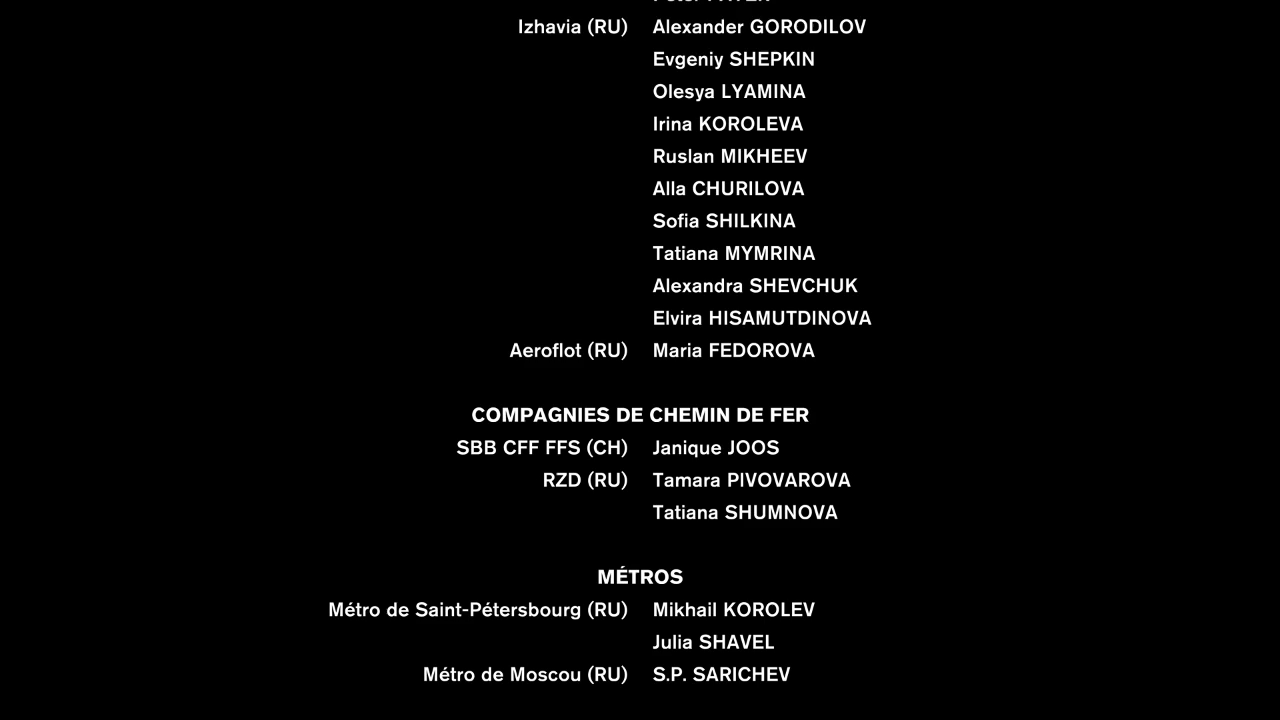 Izhavia (RU) Alexander GORODILOV
Evgeniy SHEPKIN
Olesya LYAMINA
Irina KOROLEVA
Ruslan MIKHEEV
Alla CHURILOVA
Sofia SHILKINA
Tatiana MYMRINA
Alexandra SHEVCHUK
Elvira HISAMUTDINOVA
Aeroflot (RU) Maria FEDOROVA
COMPAGNIES DE CHEMIN DE FER
SBB CFF FFS (CH) Janique JOOS
RZD (RU) Tamara PIVOVAROVA
Tatiana SHUMNOVA
MÉTROS
Métro de Saint-Pétersbourg (RU) Mikhail KOROLEV
Julia SHAVEL
Métro de Moscou (RU) S.P. SARICHEV